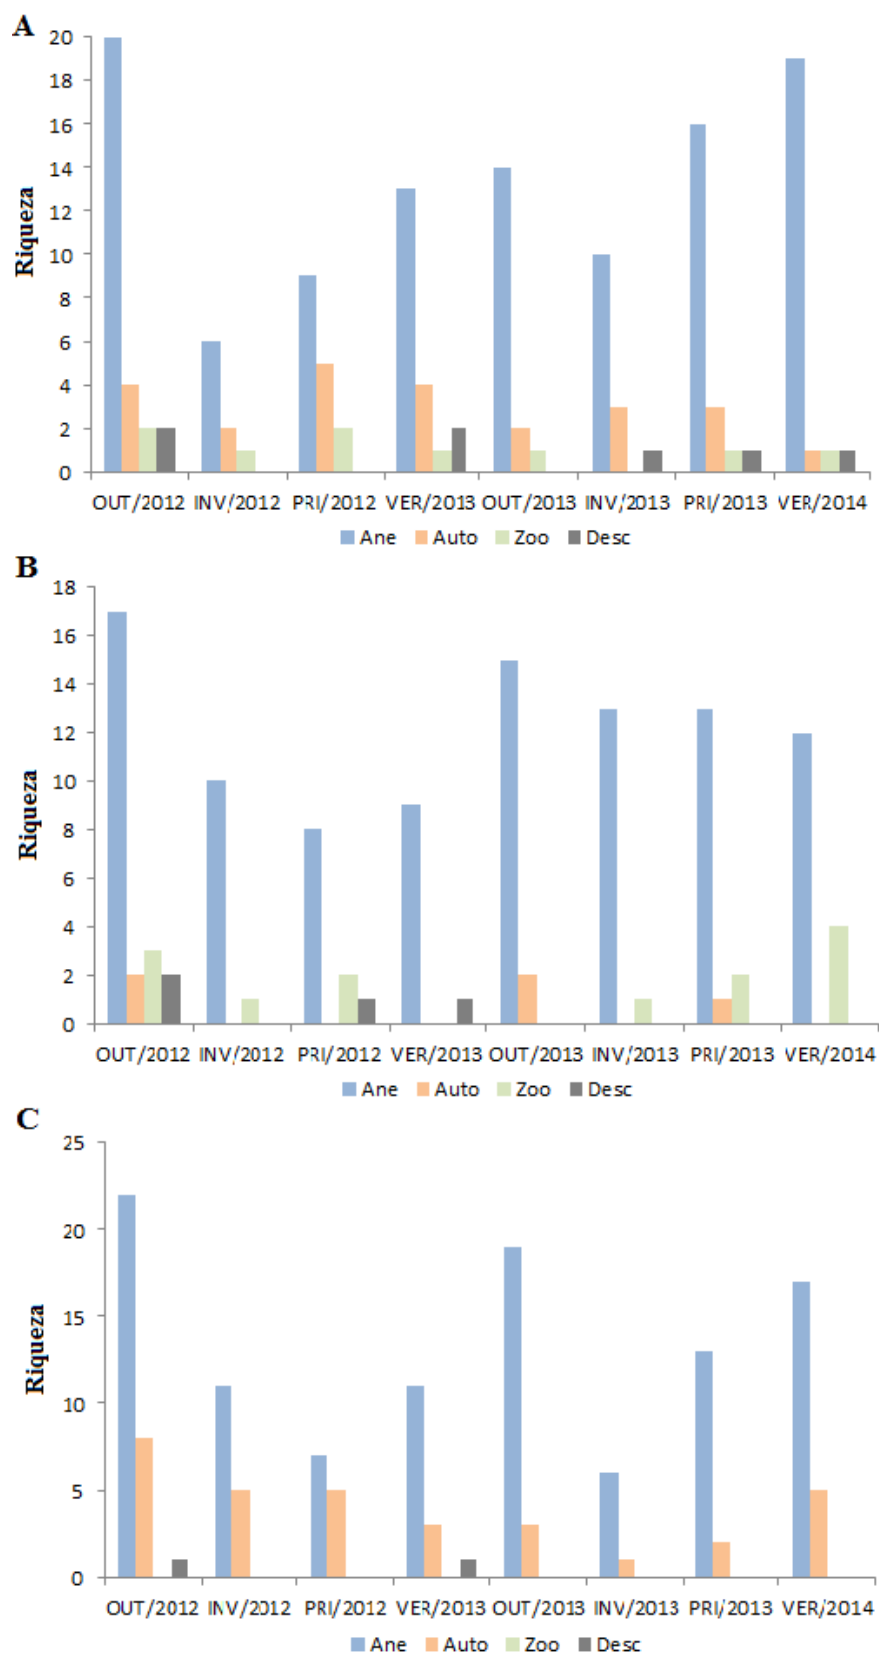 A
20
18
16
14
12
10
8
6
4
2
0
Riqueza
OUT/2012 INV/2012 PRI/2012 VER/2013 OUT/2013 INV/2013 PRI/2013 VER/2014
Ane Auto Zoo Desc
B
18
16
14
12
10
8
6
4
2
0
Riqueza
OUT/2012 INV/2012 PRI/2012 VER/2013 OUT/2013 INV/2013 PRI/2013 VER/2014
Ane Auto Zoo Desc
C
25
20
15
10
5
0
Riqueza
OUT/2012 INV/2012 PRI/2012 VER/2013 OUT/2013 INV/2013 PRI/2013 VER/2014
Ane Auto Zoo Desc